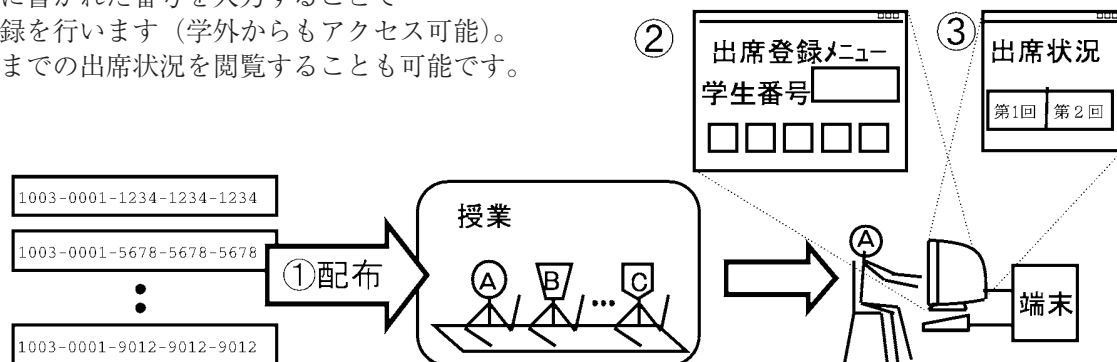 に書かれた番号を入力することで
録を行います（学外からもアクセス可能）。
までの出席状況を閲覧することも可能です。
②
出席登録メニュー
学生番号
③
出席状況
第1回 第2回
1003-0001-1234-1234-1234
1003-0001-5678-5678-5678
1003-0001-9012-9012-9012
①配布
授業
A B … C
A
端末